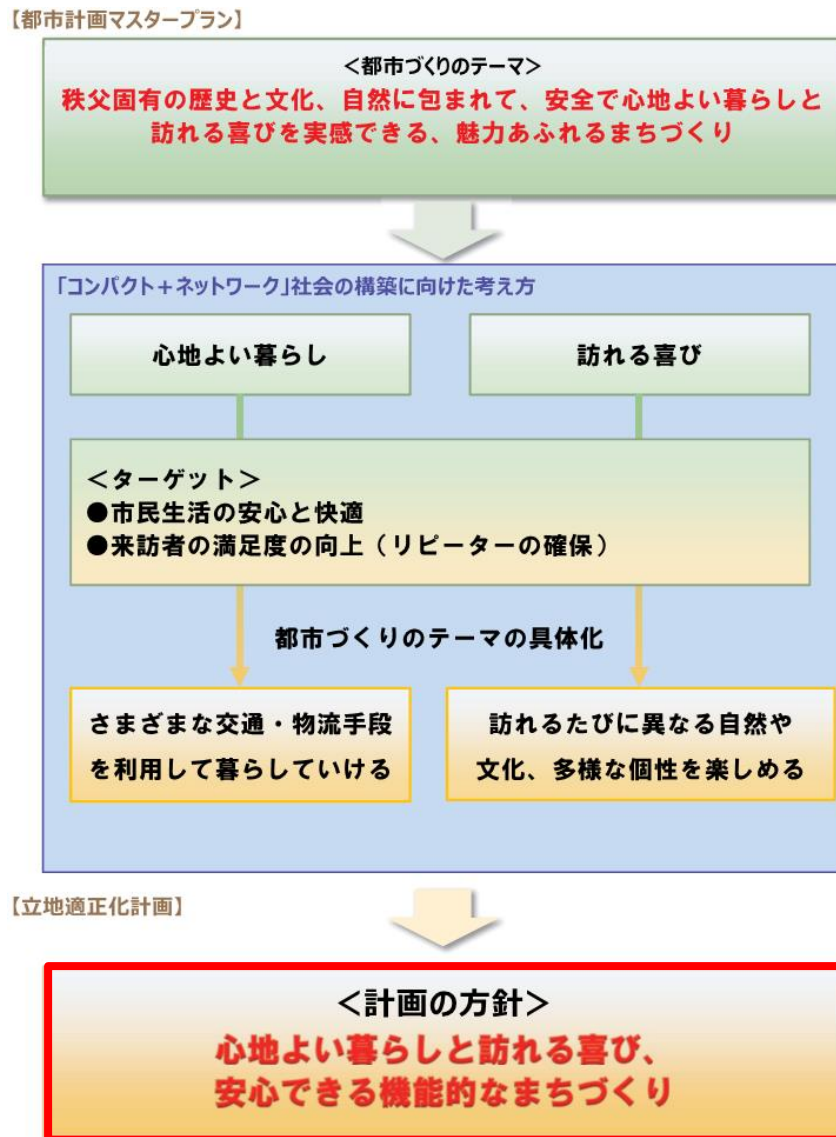 【都市計画マスタープラン】
＜都市づくりのテーマ＞
秩父固有の歴史と文化、自然に包まれて、安全で心地よい暮らしと
訪れる喜びを実感できる、魅力あふれるまちづくり
「コンパクト＋ネットワーク」社会の構築に向けた考え方
心地よい暮らし
訪れる喜び
＜ターゲット＞
●市民生活の安心と快適
●来訪者の満足度の向上（リピーターの確保）
都市づくりのテーマの具体化
さまざまな交通・物流手段
を利用して暮らしていける
訪れるたびに異なる自然や
文化、多様な個性を楽しめる
【立地適正化計画】
＜計画の方針＞
心地よい暮らしと訪れる喜び、
安心できる機能的なまちづくり